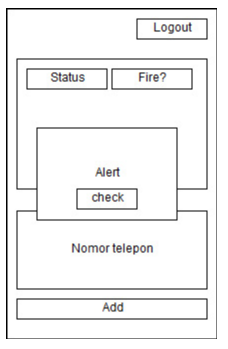 Logout
Status Fire?
Alert
check
Nomor telepon
Add